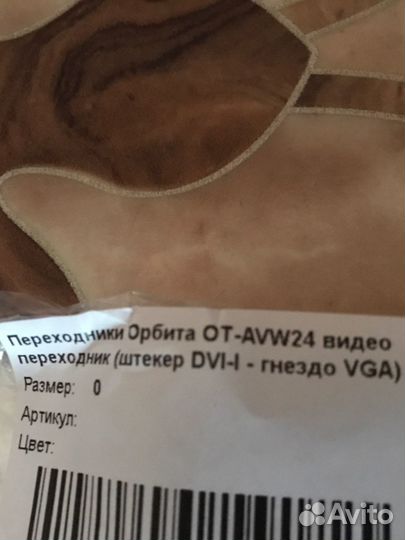 Переходники Орбита OT-AVW24 видео
переходник (штекер DVI-I - гнездо VGA)
Размер: 0
Артикул:
Цвет:
Avito